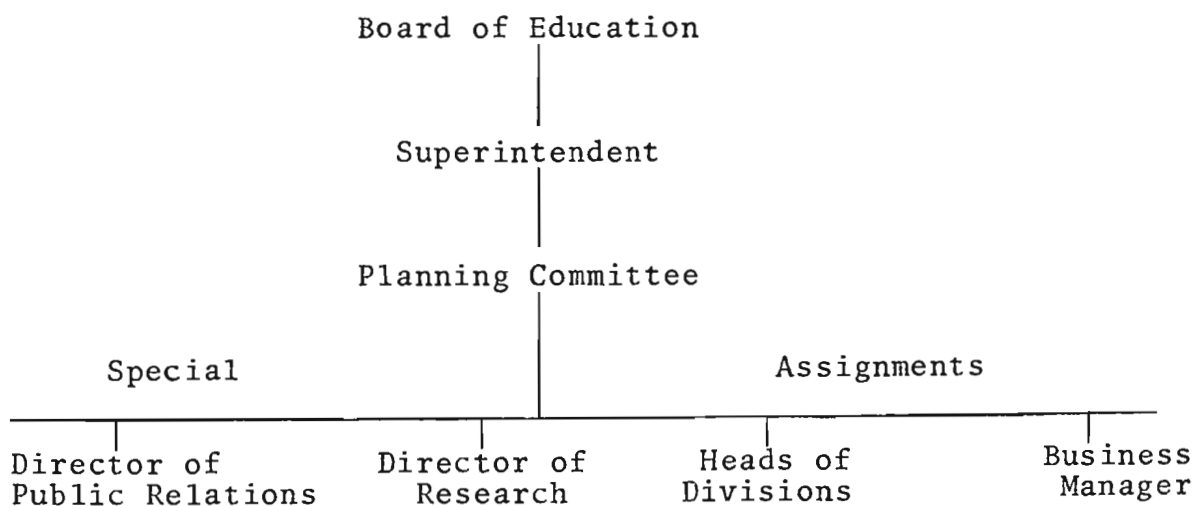 Board of Education
Superintendent
Planning Committee
Special Assignments
Director of Public Relations
Director of Research
Heads of Divisions
Business Manager